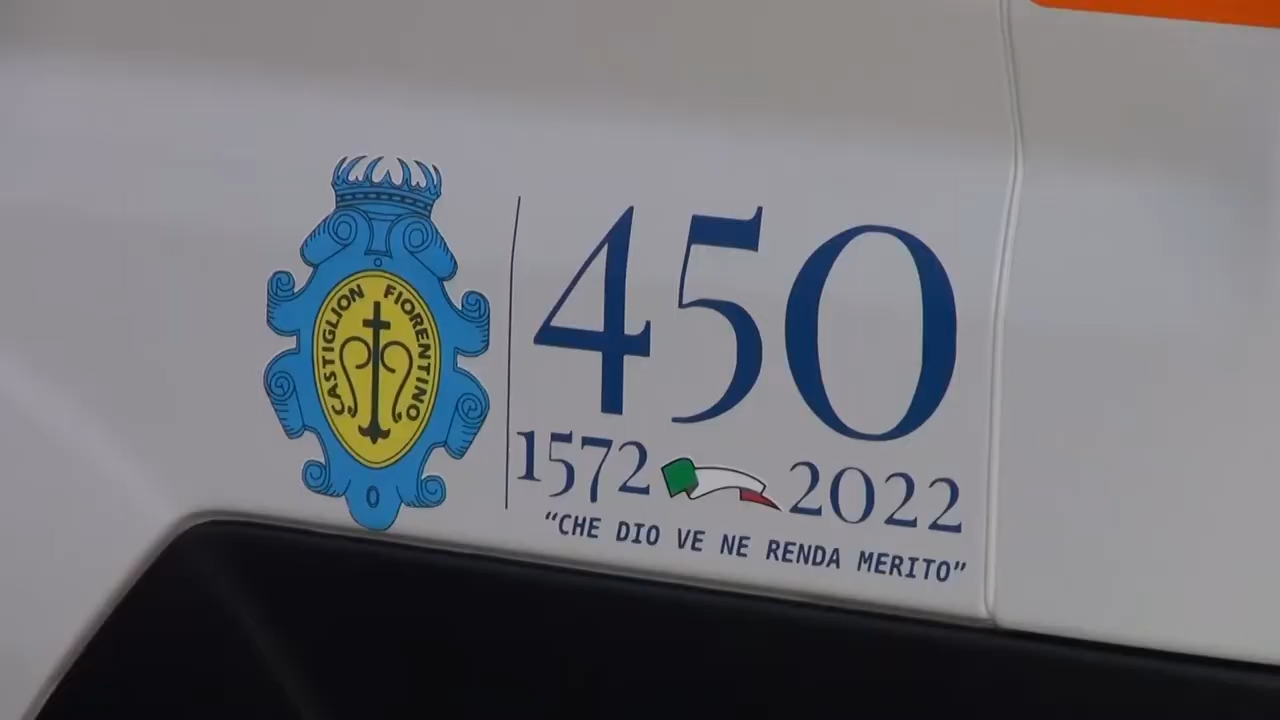 CASTIGLION FIORENTINO
450
1572 2022
“CHE DIO VE NE RENDA MERITO”